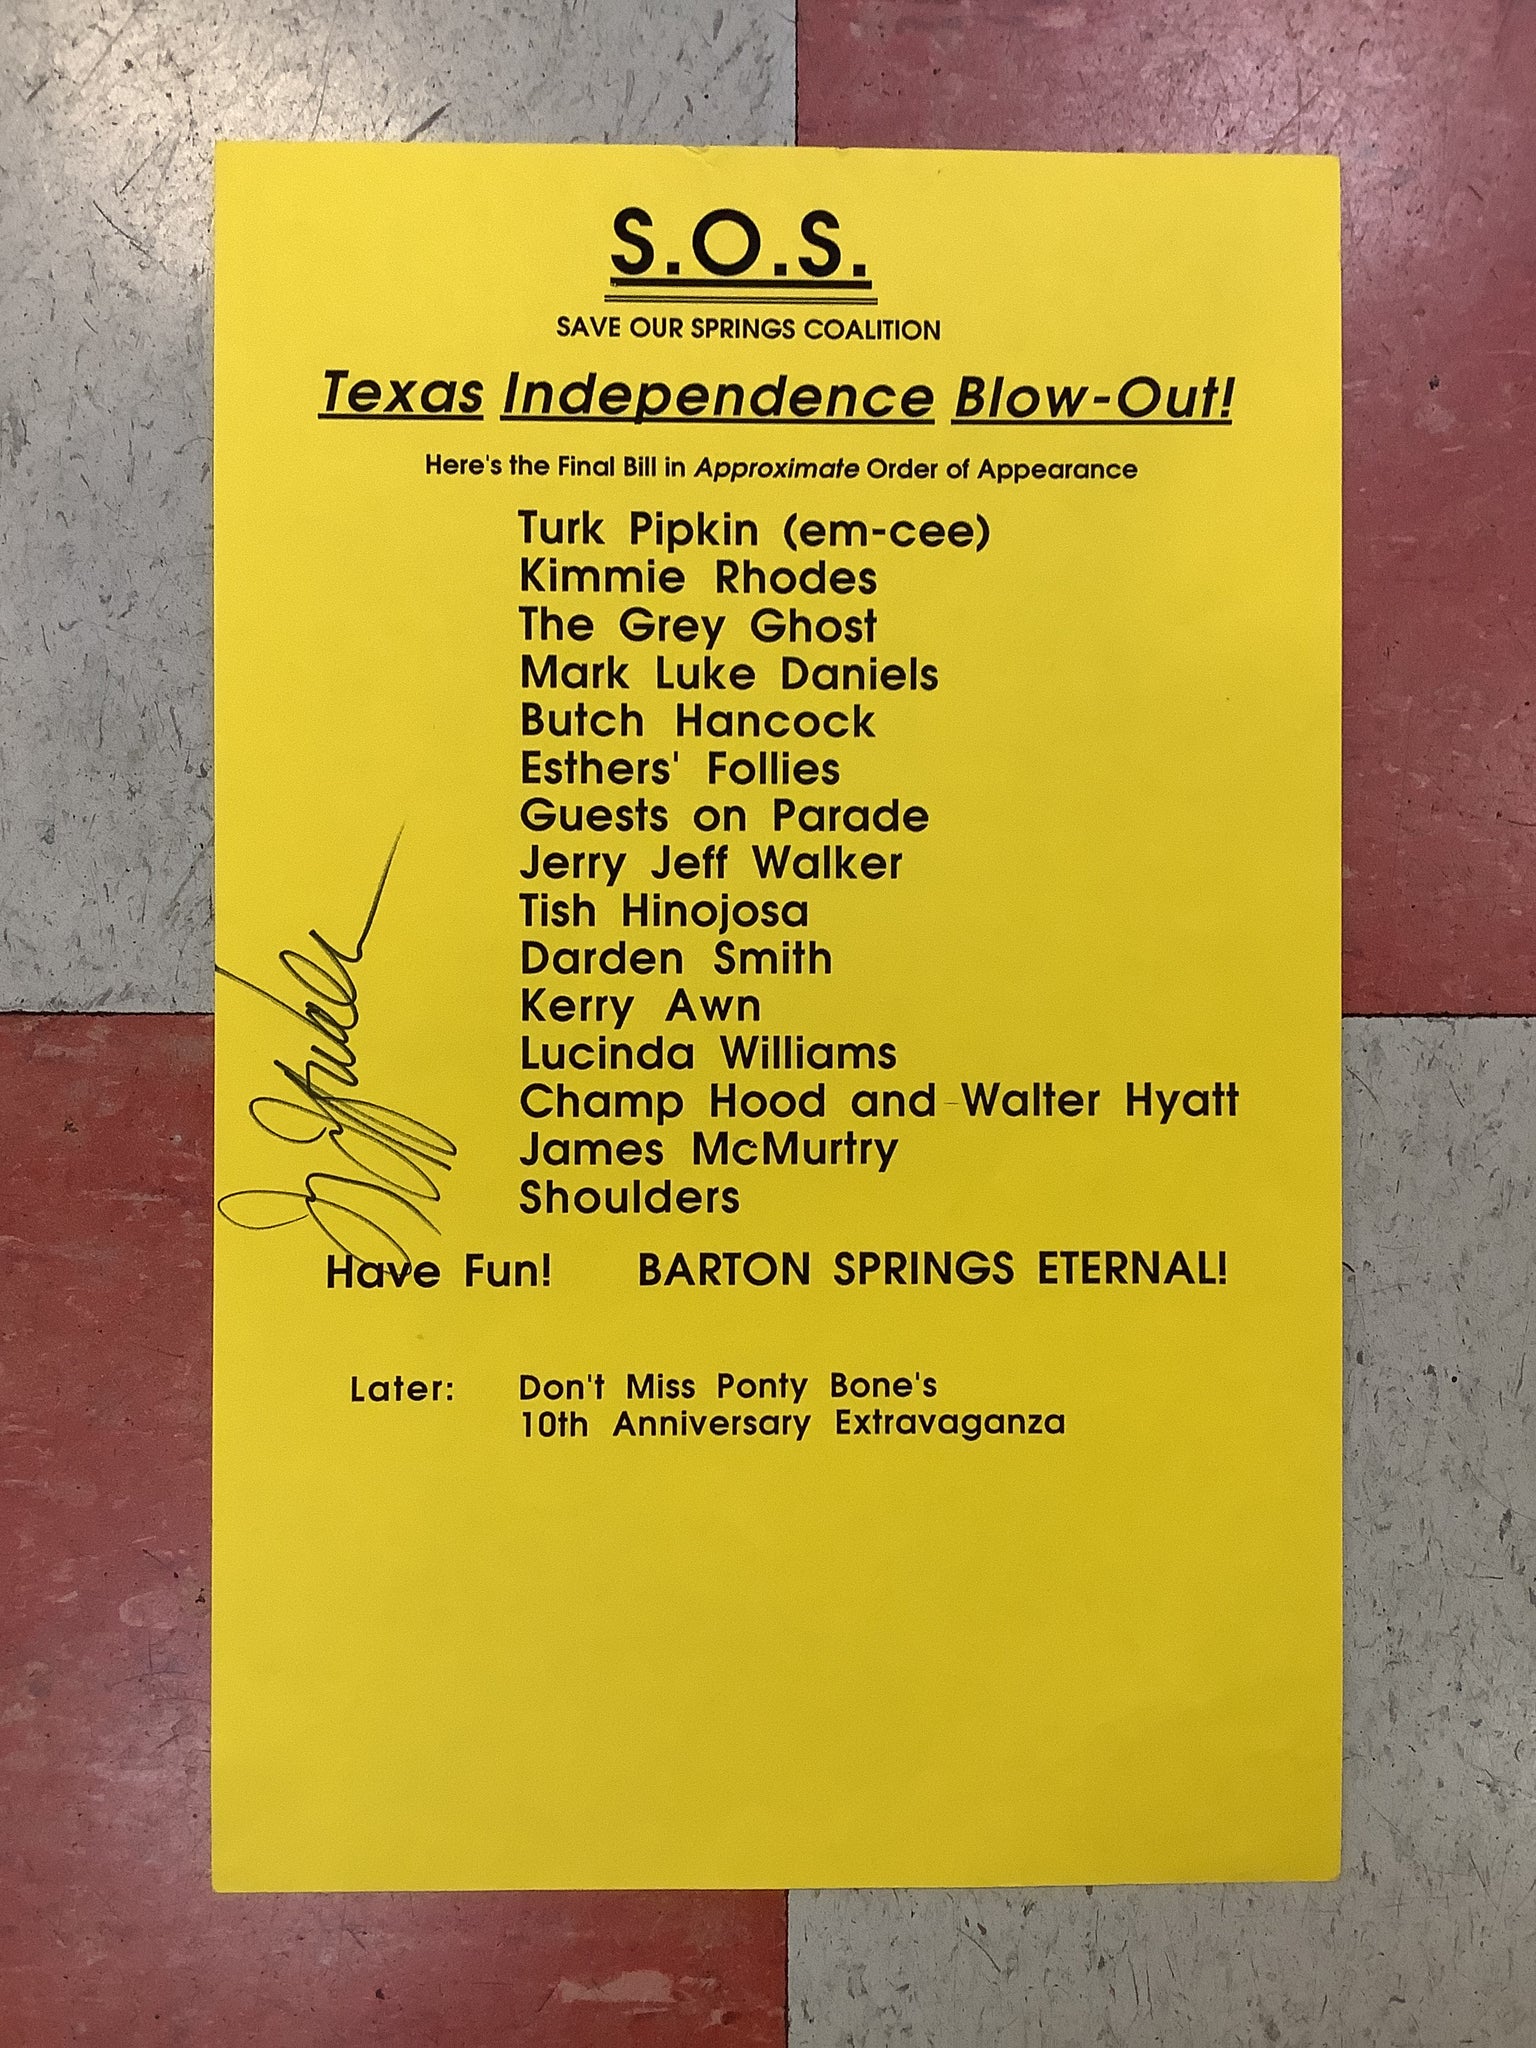 S.O.S.
SAVE OUR SPRINGS COALITION
Texas Independence Blow-Out!
Here's the Final Bill in Approximate Order of Appearance
Turk Pipkin (em-cee)
Kimmie Rhodes
The Grey Ghost
Mark Luke Daniels
Butch Hancock
Esthers' Follies
Guests on Parade
Jerry Jeff Walker
Tish Hinojosa
Darden Smith
Kerry Awn
Lucinda Williams
Champ Hood and Walter Hyatt
James McMurtry
Shoulders
Have Fun! BARTON SPRINGS ETERNAL!
Later: Don't Miss Ponty Bone's
10th Anniversary Extravaganza